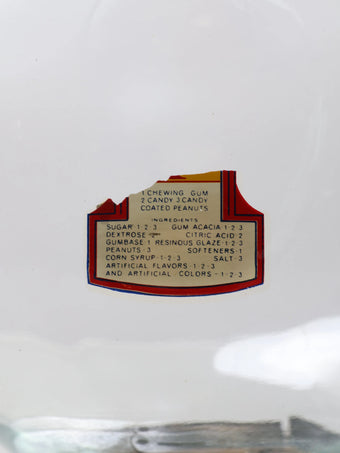 1 CHEWING GUM
2 CANDY 3 CANDY
COATED PEANUTS
INGREDIENTS
SUGAR·1·2·3 GUM ACACIA·1·2·3
DEXTROSE CITRIC ACID·2
GUMBASE·1 RESINOUS GLAZE·1·2·3
PEANUTS·3 SOFTENERS·1
CORN SYRUP·1·2·3 SALT·3
ARTIFICIAL FLAVORS·1·2·3
AND ARTIFICIAL COLORS·1·2·3